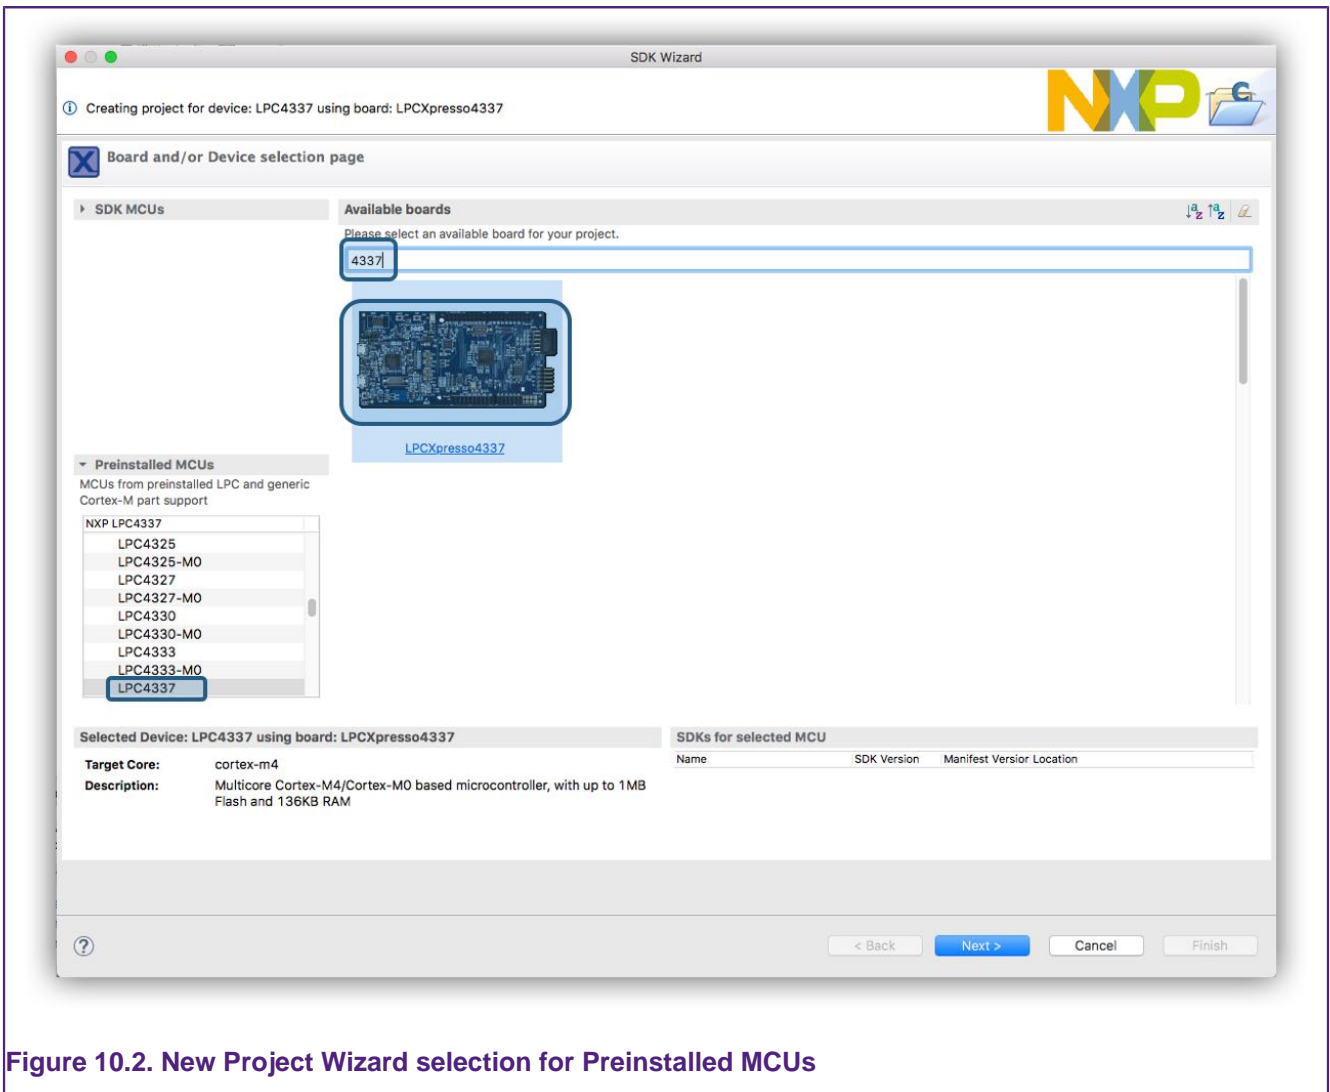 SDK Wizard
Creating project for device: LPC4337 using board: LPCXpresso4337
NXP
C
X
Board and/or Device selection page
SDK MCUs
Available boards
Please select an available board for your project.
4337
LPCXpresso4337
Preinstalled MCUs
MCUs from preinstalled LPC and generic
Cortex-M part support
NXP LPC4337
LPC4325
LPC4325-M0
LPC4327
LPC4327-M0
LPC4330
LPC4330-M0
LPC4333
LPC4333-M0
LPC4337
Selected Device: LPC4337 using board: LPCXpresso4337
Target Core: cortex-m4
Description: Multicore Cortex-M4/Cortex-M0 based microcontroller, with up to 1MB
Flash and 136KB RAM
SDKs for selected MCU
Name SDK Version Manifest Versior Location
? < Back Next > Cancel Finish
Figure 10.2. New Project Wizard selection for Preinstalled MCUs